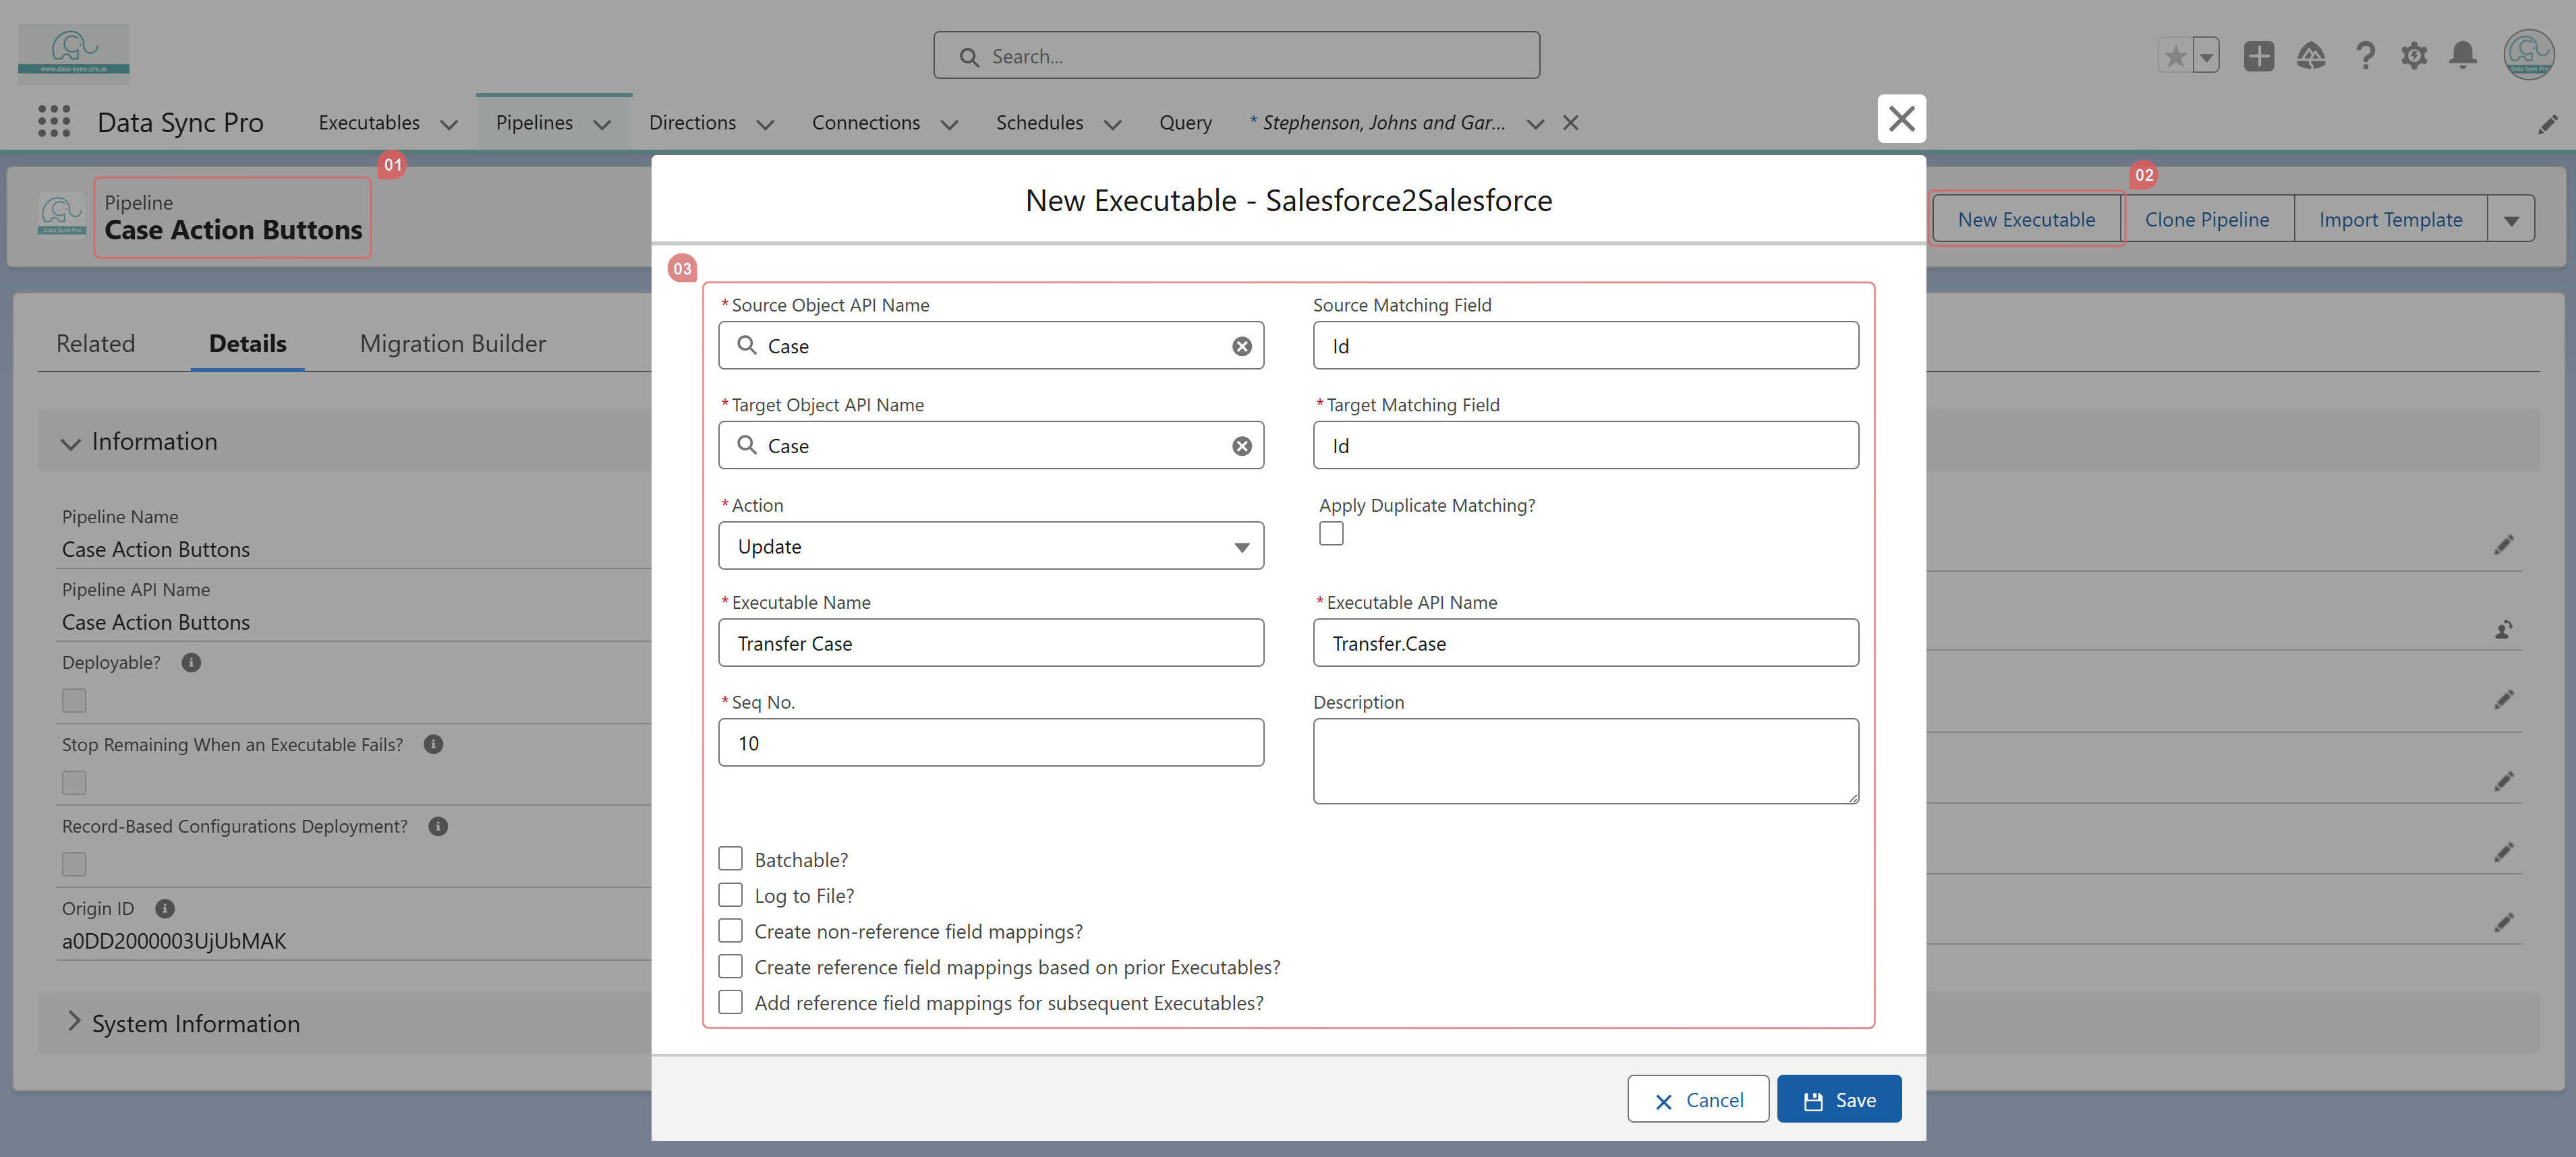 www.data-sync-pro.io
Search...
Data Sync Pro
Executables
Pipelines
Directions
Connections
Schedules
Query
* Stephenson, Johns and Gar...
01
Pipeline
Case Action Buttons
Data Sync Pro
02
New Executable
Clone Pipeline
Import Template
Related
Details
Migration Builder
Information
Pipeline Name
Case Action Buttons
Pipeline API Name
Case Action Buttons
Deployable?
Stop Remaining When an Executable Fails?
Record-Based Configurations Deployment?
Origin ID
a0DD2000003UjUbMAK
System Information
New Executable - Salesforce2Salesforce
03
* Source Object API Name
Case
Source Matching Field
Id
* Target Object API Name
Case
* Target Matching Field
Id
* Action
Update
Apply Duplicate Matching?
* Executable Name
Transfer Case
* Executable API Name
Transfer.Case
* Seq No.
10
Description
Batchable?
Log to File?
Create non-reference field mappings?
Create reference field mappings based on prior Executables?
Add reference field mappings for subsequent Executables?
Cancel
Save